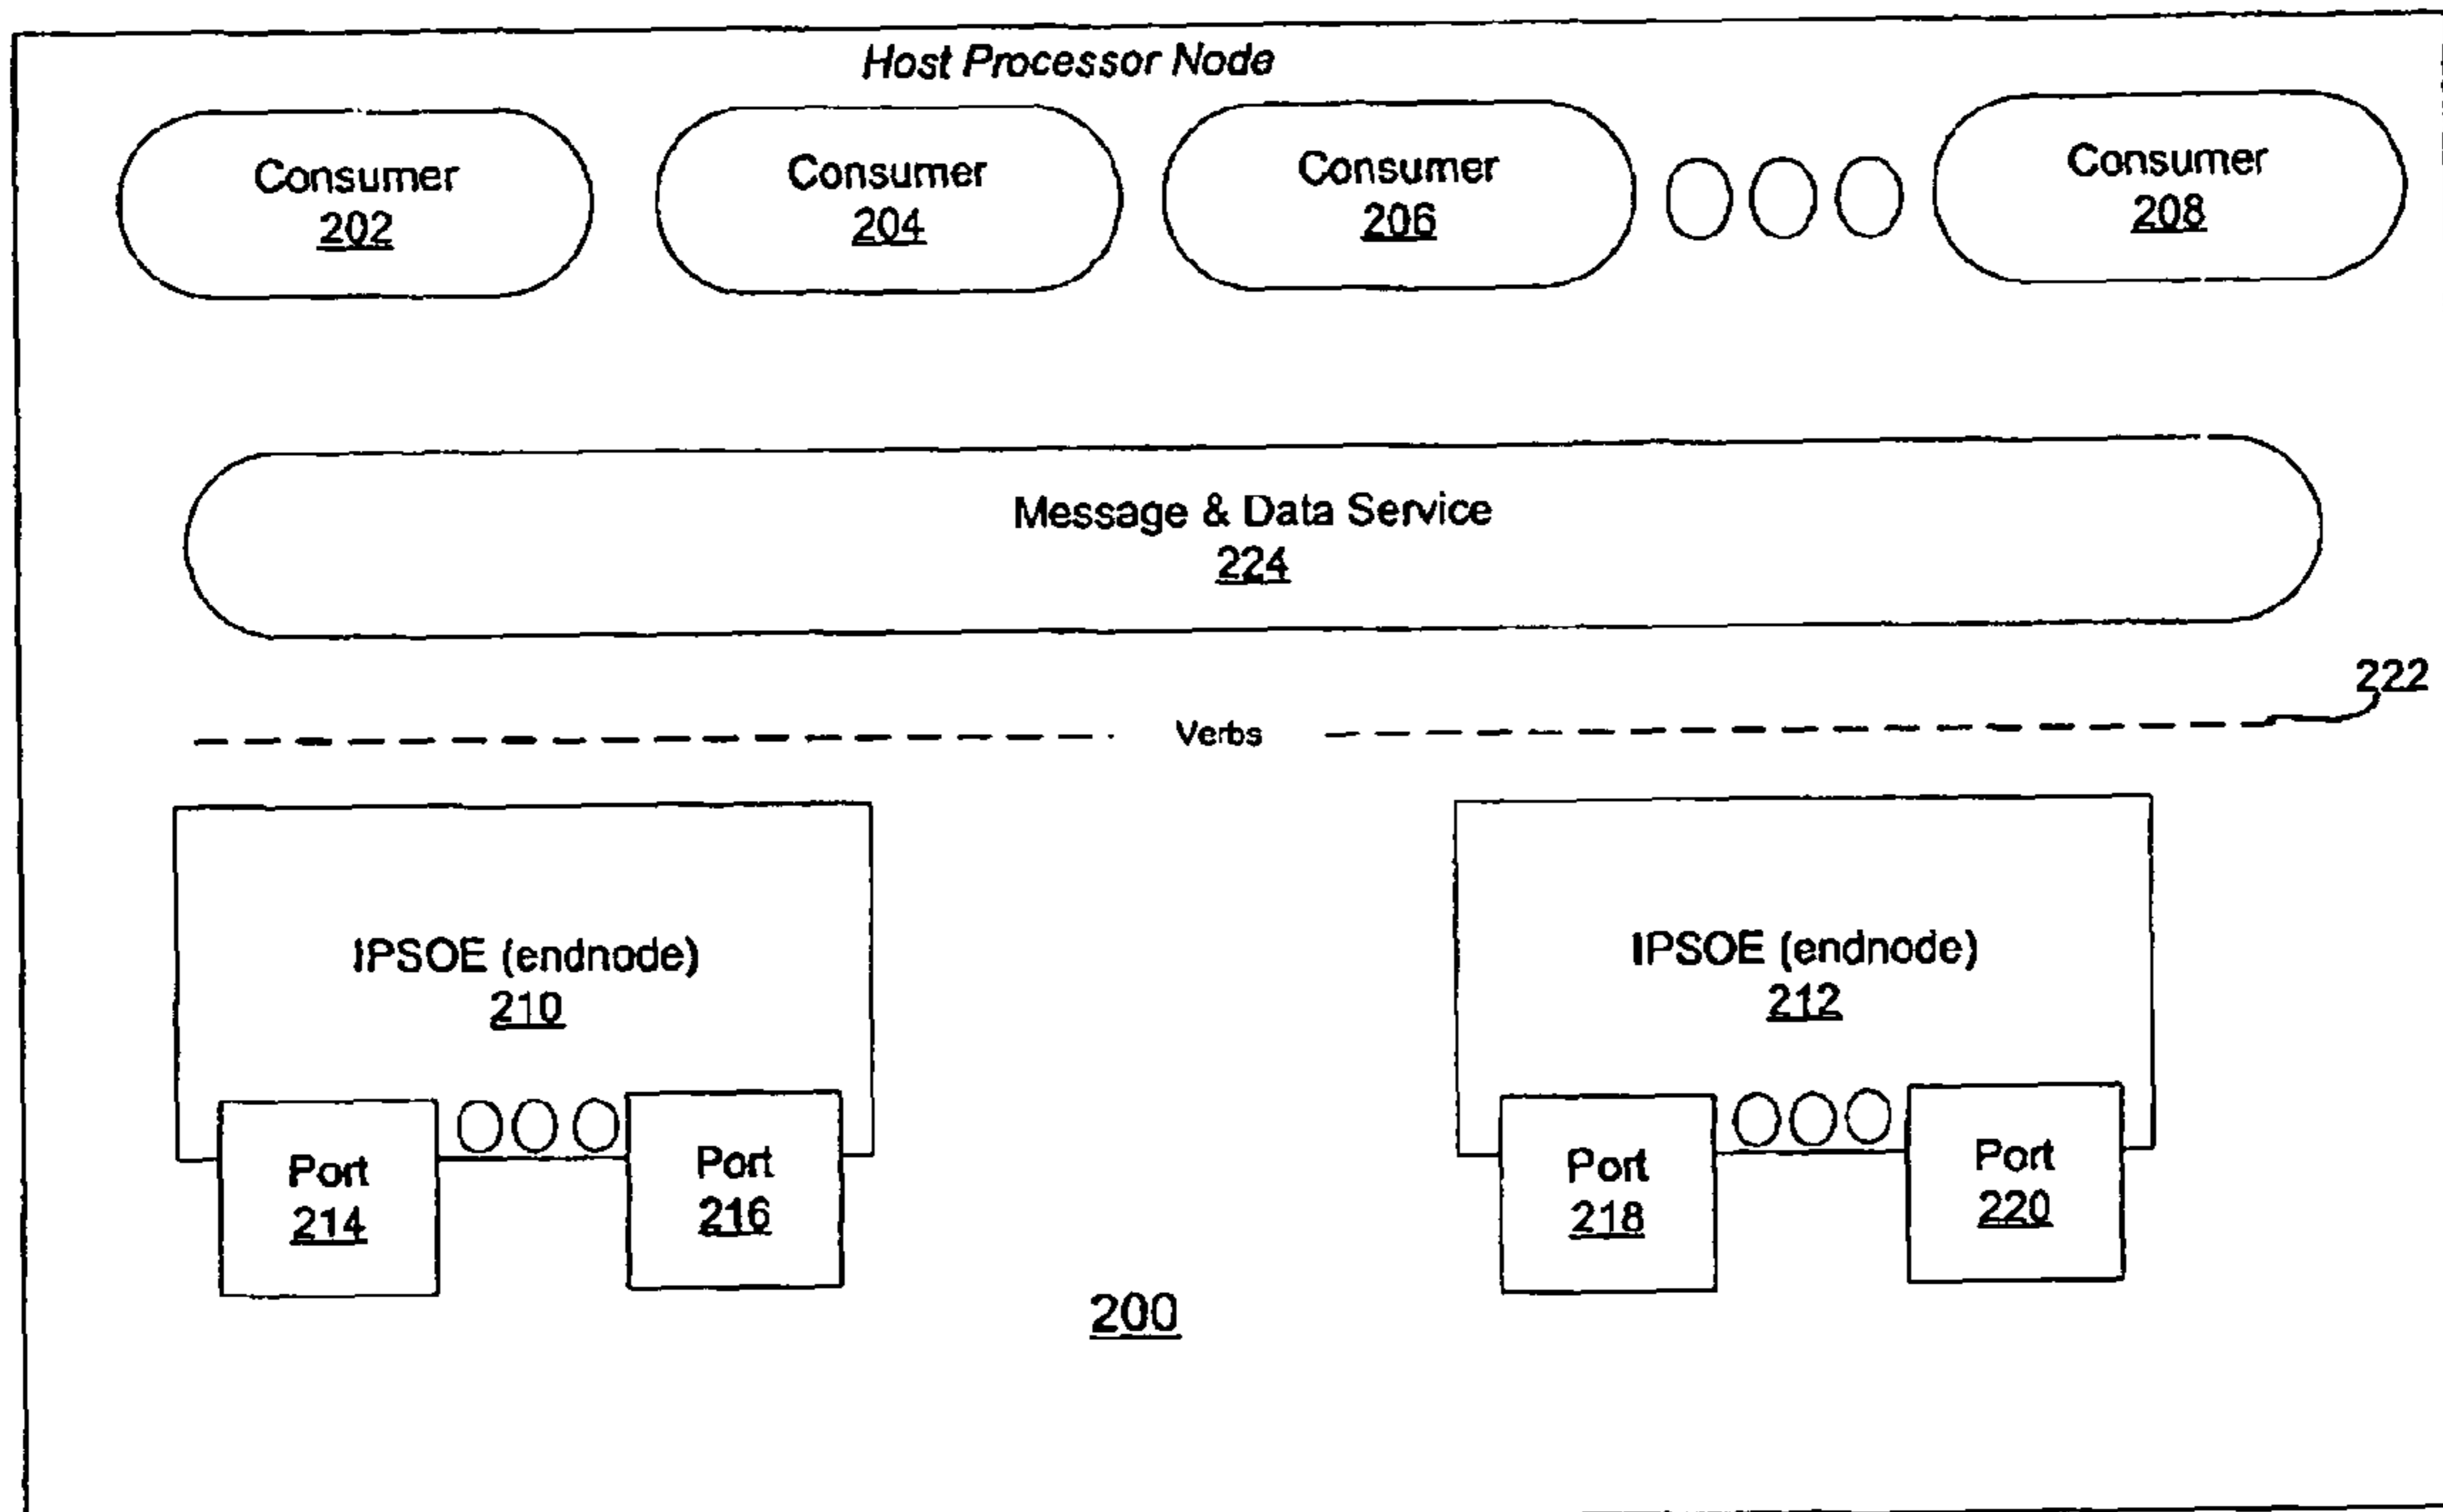 Host Processor Node
Consumer
202
Consumer
204
Consumer
206
Consumer
208
Message & Data Service
224
222
Verbs
IPSOE (endnode)
210
IPSOE (endnode)
212
Port
214
Port
216
Port
218
Port
220
200